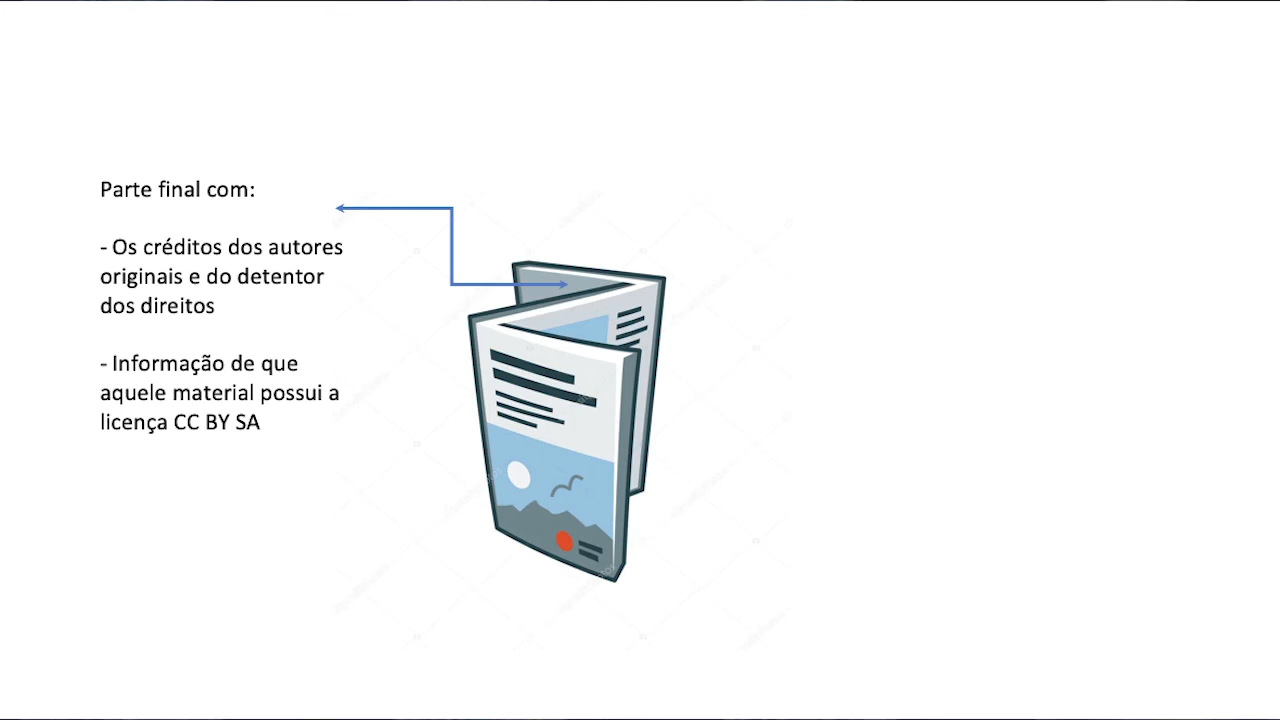 Parte final com:
- Os créditos dos autores
originais e do detentor
dos direitos
- Informação de que
aquele material possui a
licença CC BY SA